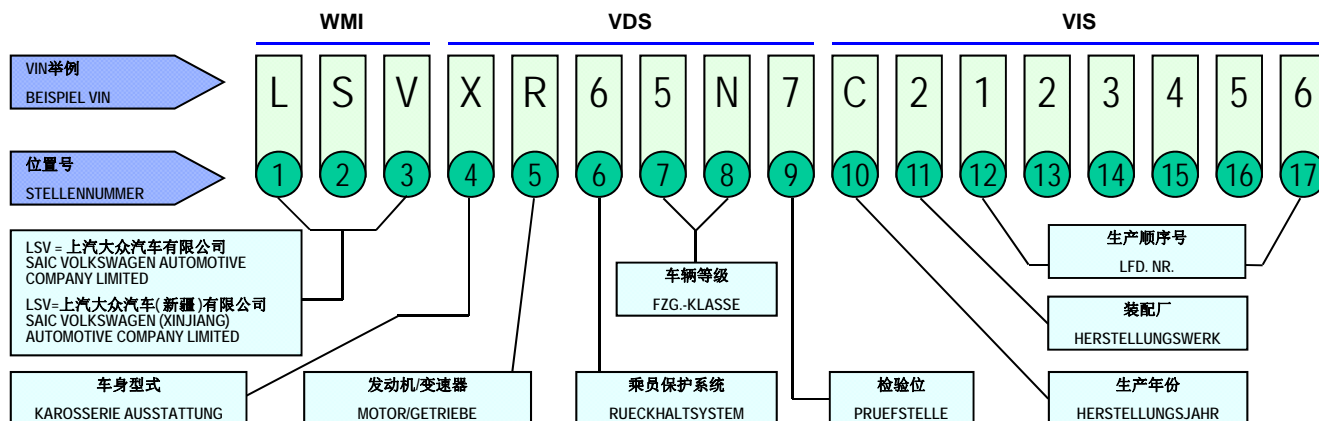 WMI VDS VIS
VIN举例
BEISPIEL VIN
L S V X R 6 5 N 7 C 2 1 2 3 4 5 6
位置号
STELLENNUMMER
1 2 3 4 5 6 7 8 9 10 11 12 13 14 15 16 17
LSV = 上汽大众汽车有限公司
SAIC VOLKSWAGEN AUTOMOTIVE
COMPANY LIMITED
LSV=上汽大众汽车(新疆)有限公司
SAIC VOLKSWAGEN (XINJIANG)
AUTOMOTIVE COMPANY LIMITED
车辆等级
FZG.-KLASSE
生产顺序号
LFD. NR.
装配厂
HERSTELLUNGSWERK
车身型式
KAROSSERIE AUSSTATTUNG
发动机/变速器
MOTOR/GETRIEBE
乘员保护系统
RUECKHALTSYSTEM
检验位
PRUEFSTELLE
生产年份
HERSTELLUNGSJAHR